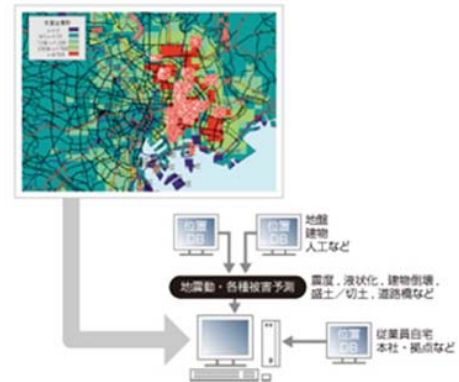 位置
DB
位置
DB
地盤
建物
人工など
地震動・各種被害予測
震度, 液状化, 建物倒壊,
盛土/切土, 道路橋など
位置
DB
従業員自宅
本社・拠点など